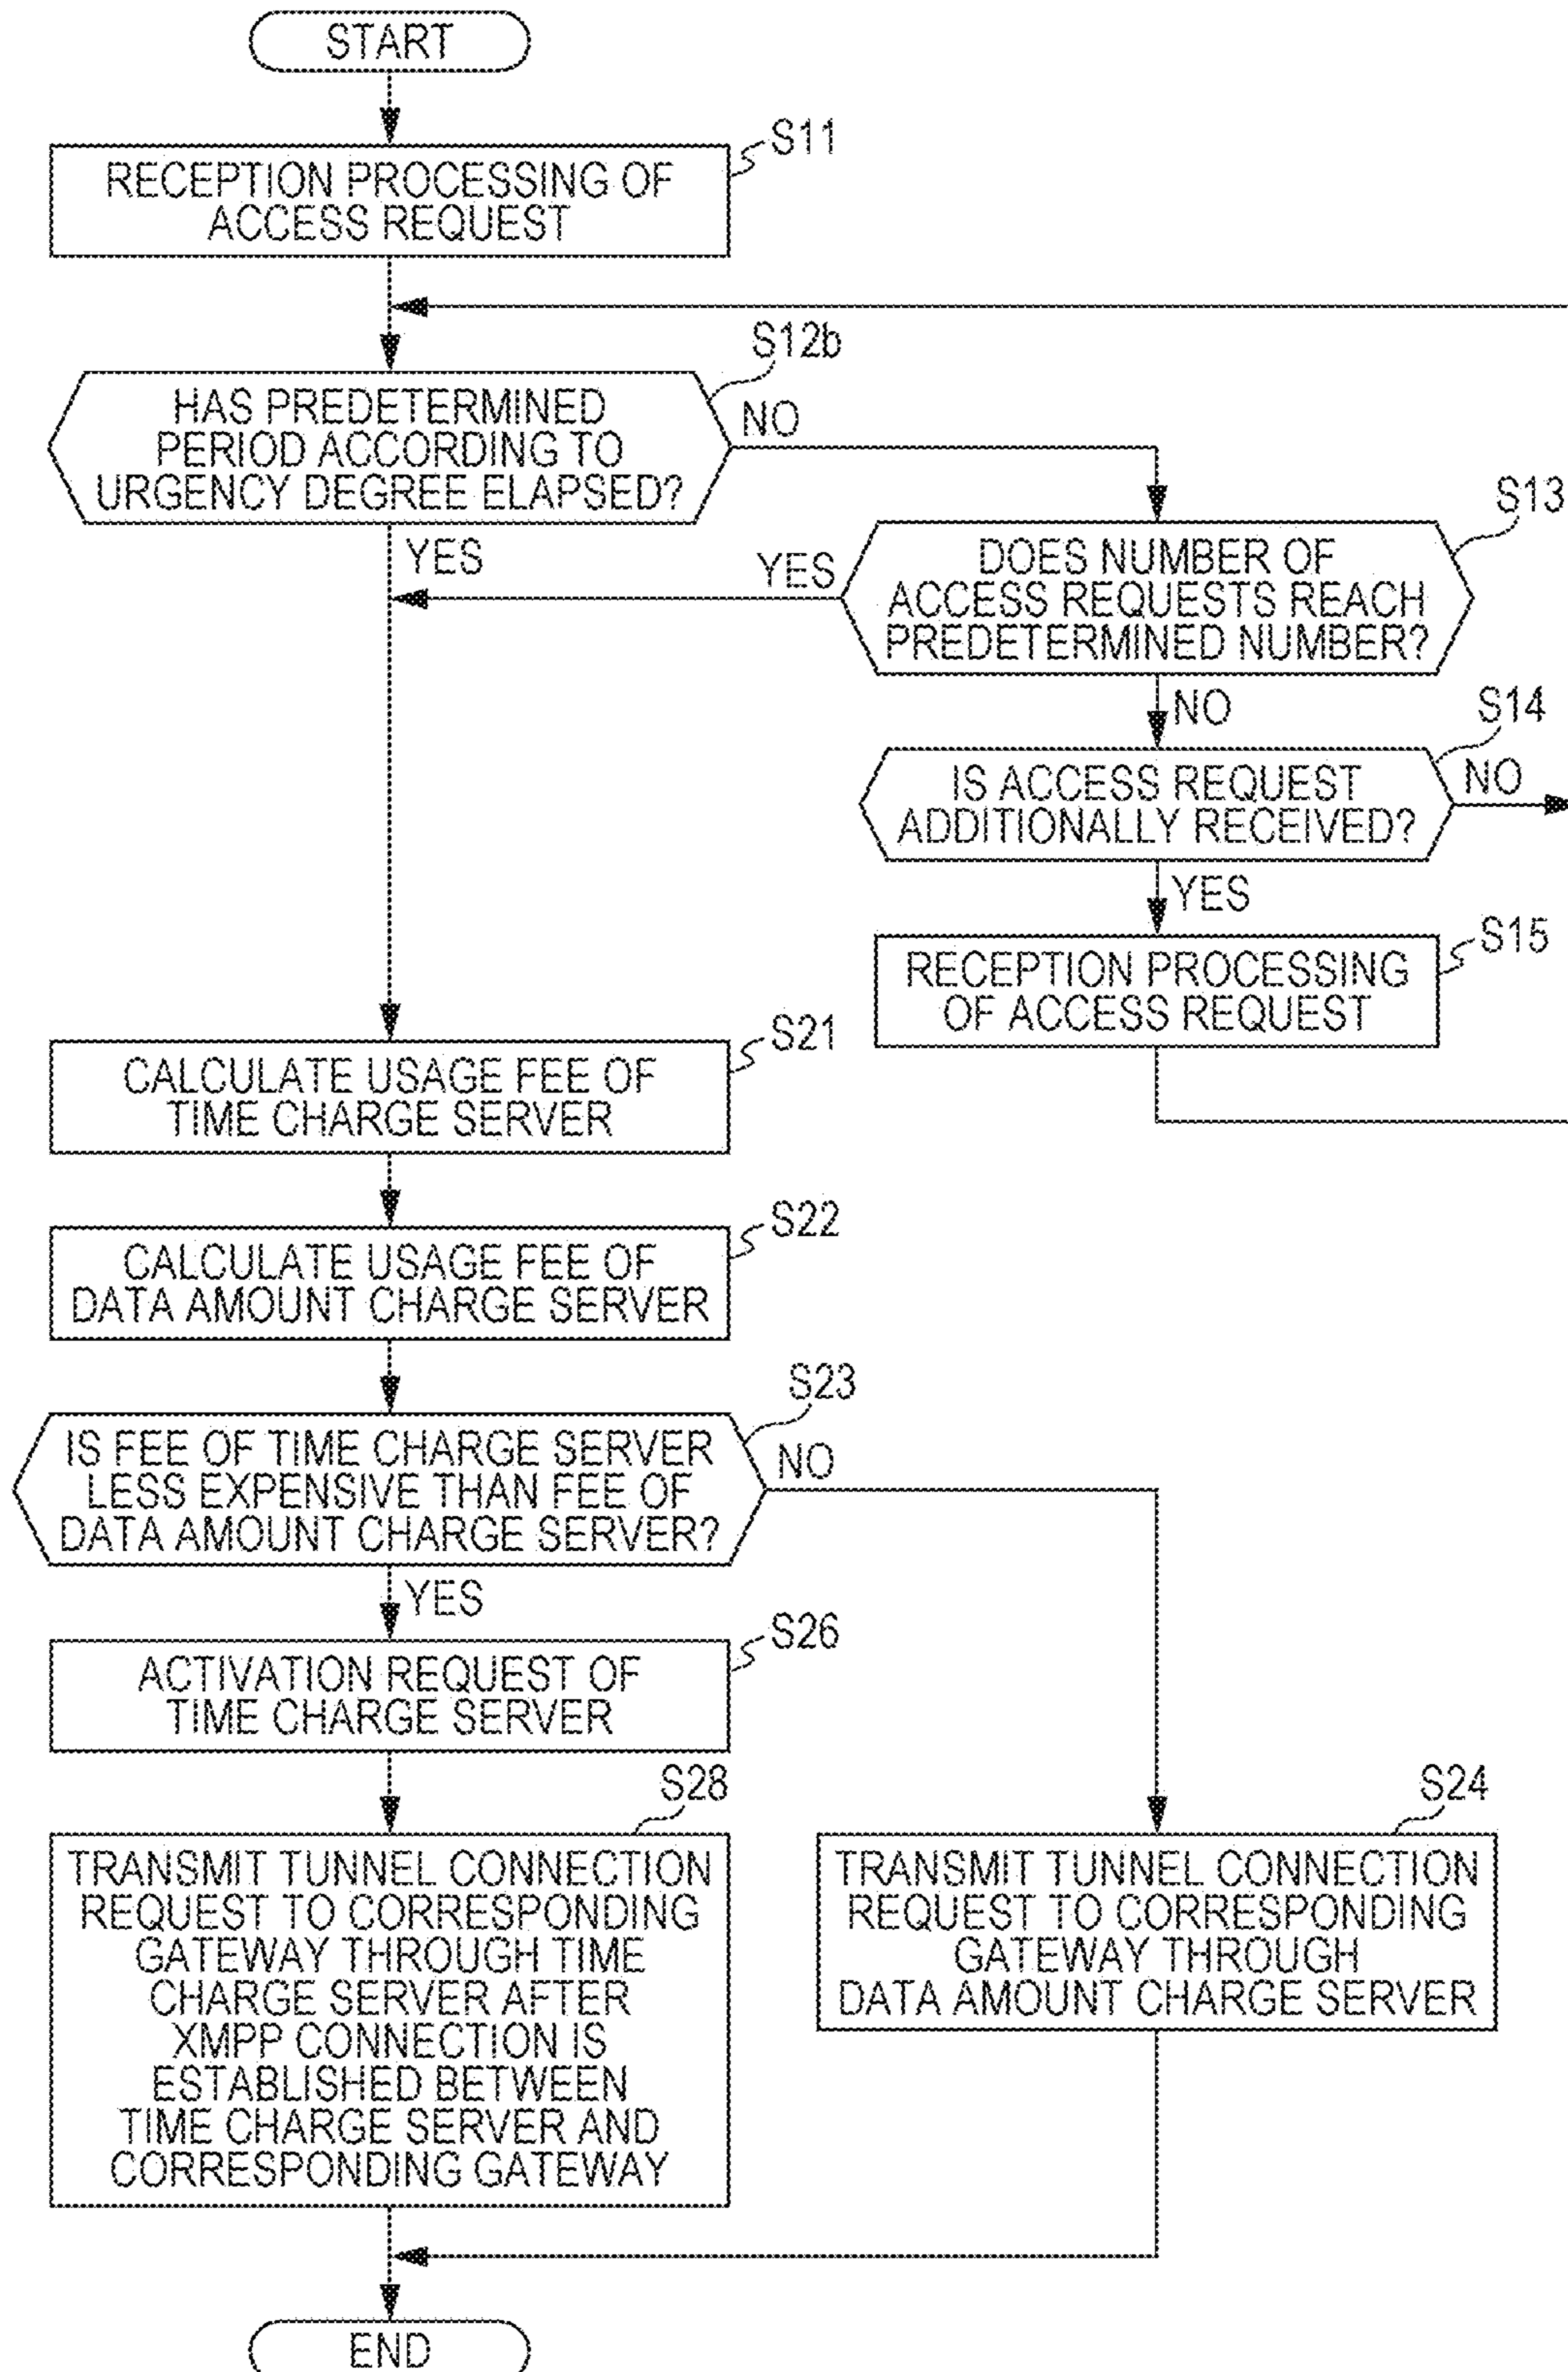 START
S11
RECEPTION PROCESSING OF
ACCESS REQUEST
S12b
HAS PREDETERMINED
PERIOD ACCORDING TO
URGENCY DEGREE ELAPSED?
NO
YES
S13
DOES NUMBER OF
ACCESS REQUESTS REACH
PREDETERMINED NUMBER?
YES
NO
S14
IS ACCESS REQUEST
ADDITIONALLY RECEIVED?
NO
YES
S15
RECEPTION PROCESSING
OF ACCESS REQUEST
S21
CALCULATE USAGE FEE OF
TIME CHARGE SERVER
S22
CALCULATE USAGE FEE OF
DATA AMOUNT CHARGE SERVER
S23
IS FEE OF TIME CHARGE SERVER
LESS EXPENSIVE THAN FEE OF
DATA AMOUNT CHARGE SERVER?
NO
YES
S26
ACTIVATION REQUEST OF
TIME CHARGE SERVER
S28
TRANSMIT TUNNEL CONNECTION
REQUEST TO CORRESPONDING
GATEWAY THROUGH TIME
CHARGE SERVER AFTER
XMPP CONNECTION IS
ESTABLISHED BETWEEN
TIME CHARGE SERVER AND
CORRESPONDING GATEWAY
S24
TRANSMIT TUNNEL CONNECTION
REQUEST TO CORRESPONDING
GATEWAY THROUGH
DATA AMOUNT CHARGE SERVER
END